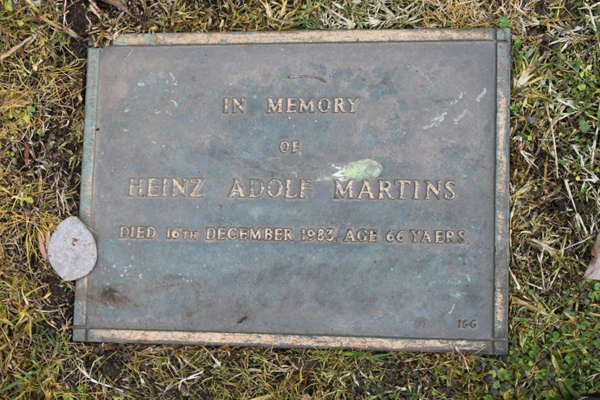 IN MEMORY
OF
HEINZ ADOLF MARTINS
DIED 16TH DECEMBER 1983 AGE 66 YAERS
166